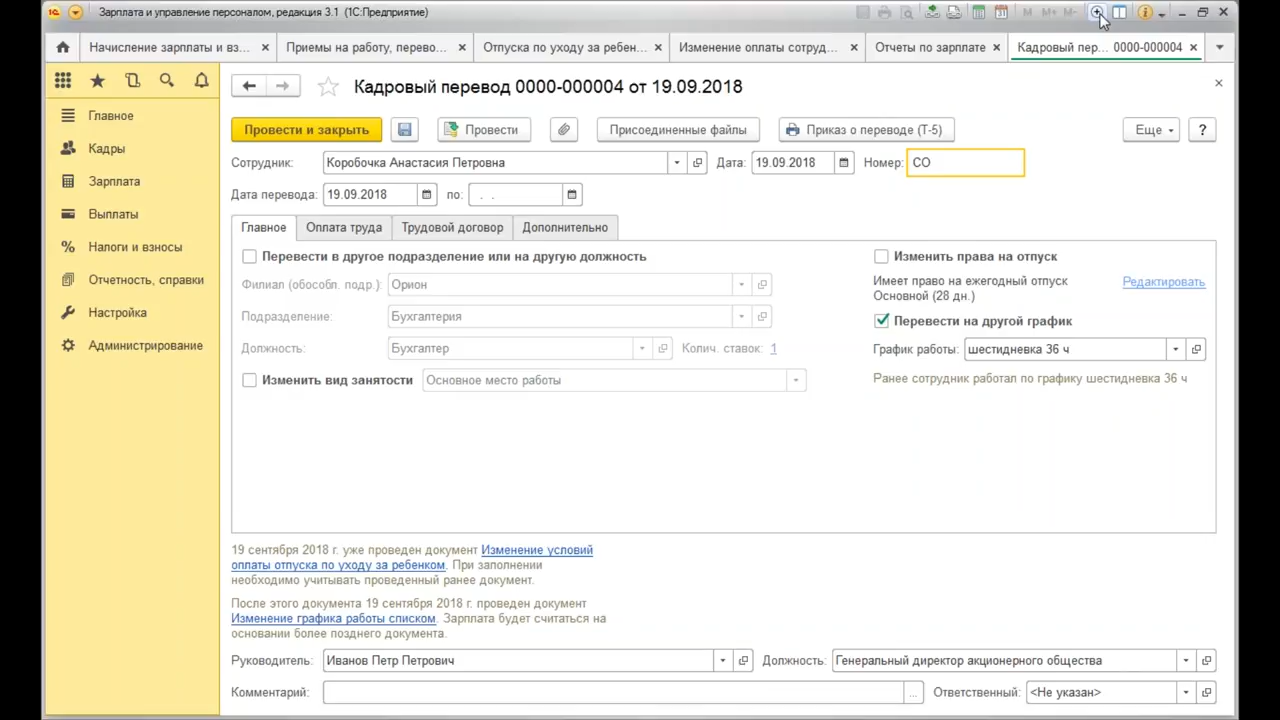 Зарплата и управление персоналом, редакция 3.1 (1С:Предприятие)
M M+ M-
Начисление зарплаты и вз... × Приемы на работу, перево... × Отпуска по уходу за ребен... × Изменение оплаты сотруд... × Отчеты по зарплате × Кадровый пер... 0000-000004 ×
Кадровый перевод 0000-000004 от 19.09.2018
Главное
Кадры
Зарплата
Выплаты
Налоги и взносы
Отчетность, справки
Настройка
Администрирование
Провести и закрыть Провести Присоединенные файлы Приказ о переводе (Т-5) Еще ?
Сотрудник: Коробочка Анастасия Петровна Дата: 19.09.2018 Номер: СО
Дата перевода: 19.09.2018 по: . .
Главное Оплата труда Трудовой договор Дополнительно
Перевести в другое подразделение или на другую должность
Филиал (обособл. подр.): Орион
Подразделение: Бухгалтерия
Должность: Бухгалтер Колич. ставок: 1
Изменить вид занятости Основное место работы
Изменить права на отпуск
Имеет право на ежегодный отпуск Редактировать
Основной (28 дн.)
Перевести на другой график
График работы: шестидневка 36 ч
Ранее сотрудник работал по графику шестидневка 36 ч
19 сентября 2018 г. уже проведен документ Изменение условий
оплаты отпуска по уходу за ребенком. При заполнении
необходимо учитывать проведенный ранее документ.
После этого документа 19 сентября 2018 г. проведен документ
Изменение графика работы списком. Зарплата будет считаться на
основании более позднего документа.
Руководитель: Иванов Петр Петрович Должность: Генеральный директор акционерного общества
Комментарий: ... Ответственный: <Не указан>